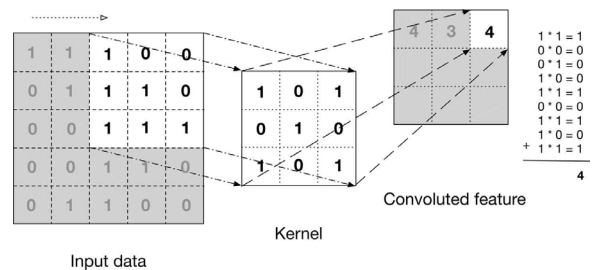 1 1 1 0 0
0 1 1 1 0
0 0 1 1 1
0 0 1 1 0
0 1 1 0 0
Input data
1 0 1
0 1 0
1 0 1
Kernel
4 3 4
Convoluted feature
1 * 1 = 1
0 * 0 = 0
0 * 1 = 0
1 * 0 = 0
1 * 1 = 1
0 * 0 = 0
1 * 1 = 1
1 * 0 = 0
+ 1 * 1 = 1
4